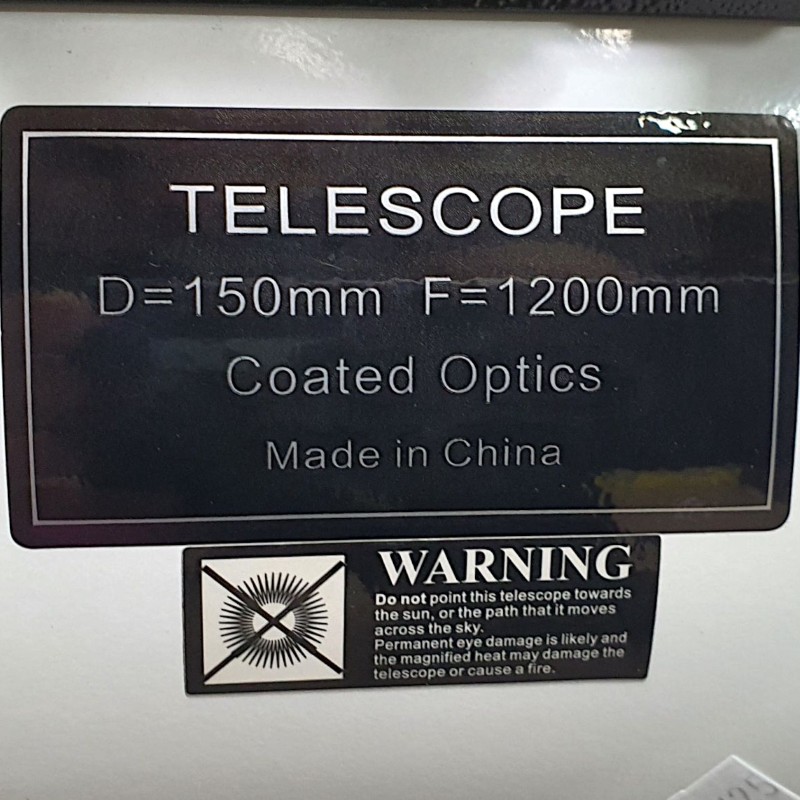 TELESCOPE
D=150mm F=1200mm
Coated Optics
Made in China
WARNING
Do not point this telescope towards
the sun, or the path that it moves
across the sky.
Permanent eye damage is likely and
the magnified heat may damage the
telescope or cause a fire.